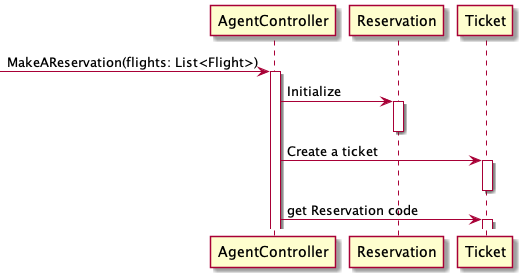 AgentController Reservation Ticket
MakeAReservation(flights: List<Flight>)
Initialize
Create a ticket
get Reservation code
AgentController Reservation Ticket